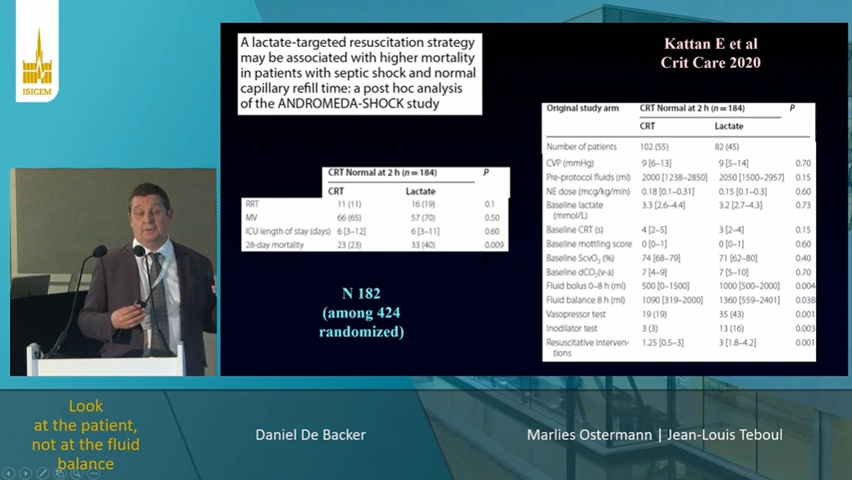 ISICEM
A lactate-targeted resuscitation strategy
may be associated with higher mortality
in patients with septic shock and normal
capillary refill time: a post hoc analysis
of the ANDROMEDA-SHOCK study
Kattan E et al
Crit Care 2020
CRT Normal at 2 h (n = 184) P
CRT Lactate
RRT 11 (11) 16 (19) 0.1
MV 66 (65) 57 (70) 0.50
ICU length of stay (days) 6 [3–12] 6 [3–11] 0.60
28-day mortality 23 (23) 33 (40) 0.009
N 182
(among 424
randomized)
Original study arm CRT Normal at 2 h (n = 184) P
CRT Lactate
Number of patients 102 (55) 82 (45)
CVP (mmHg) 9 [6–13] 9 [5–14] 0.70
Pre-protocol fluids (ml) 2000 [1238–2850] 2050 [1500–2957] 0.15
NE dose (mcg/kg/min) 0.18 [0.1–0.31] 0.15 [0.1–0.3] 0.60
Baseline lactate 3.3 [2.6–4.4] 3.2 [2.7–4.3] 0.73
(mmol/L)
Baseline CRT (s) 4 [2–5] 3 [2–4] 0.15
Baseline mottling score 0 [0–1] 0 [0–1] 0.60
Baseline ScvO2 (%) 74 [68–79] 71 [62–80] 0.40
Baseline dCO2(v-a) 7 [4–9] 7 [5–10] 0.70
Fluid bolus 0–8 h (ml) 500 [0–1500] 1000 [500–2000] 0.004
Fluid balance 8 h (ml) 1090 [319–2000] 1360 [559–2401] 0.038
Vasopressor test 19 (19) 35 (43) 0.001
Inodilator test 3 (3) 13 (16) 0.003
Resuscitative interven- 1.25 [0.5–3] 3 [1.8–4.2] 0.001
tions
Look
at the patient,
not at the fluid
balance
Daniel De Backer
Marlies Ostermann | Jean-Louis Teboul